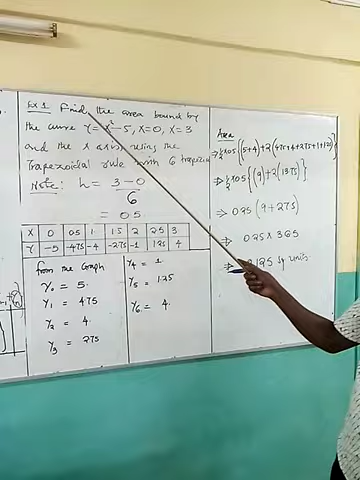 Ex 1 Find the area bound by
the curve Y = x² - 5, X = 0, X = 3
and the x axis using the
Trapezoidal rule with 6 trapezia
Note: h = 3 - 0
6
= 0.5
X 0 0.5 1 1.5 2 2.5 3
Y -5 -4.75 -4 -2.75 -1 1.25 4
from the Graph
Y₀ = 5
Y₁ = 4.75
Y₂ = 4
Y₃ = 2.75
Y₄ = 1
Y₅ = 1.25
Y₆ = 4
Area
⇒ ½ × 0.5 {(5+4) + 2(4.75+4+2.75+1+1.25)}
⇒ ½ × 0.5 {(9) + 2(13.75)}
⇒ 0.25 (9 + 27.5)
⇒ 0.25 × 36.5
⇒ .125 sq units